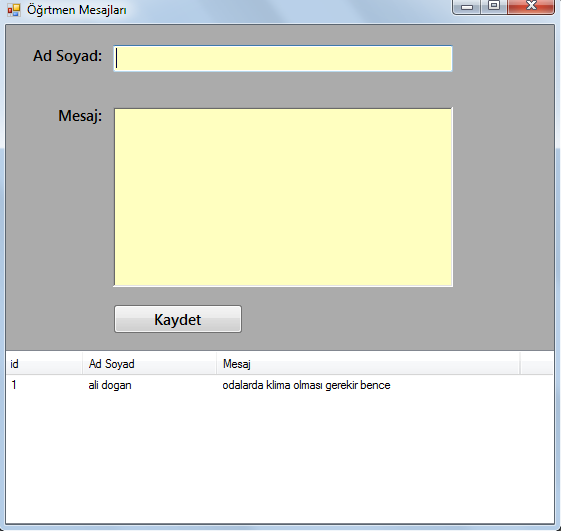 Öğrtmen Mesajları
Ad Soyad:
Mesaj:
Kaydet
id Ad Soyad Mesaj
1 ali dogan odalarda klima olması gerekir bence